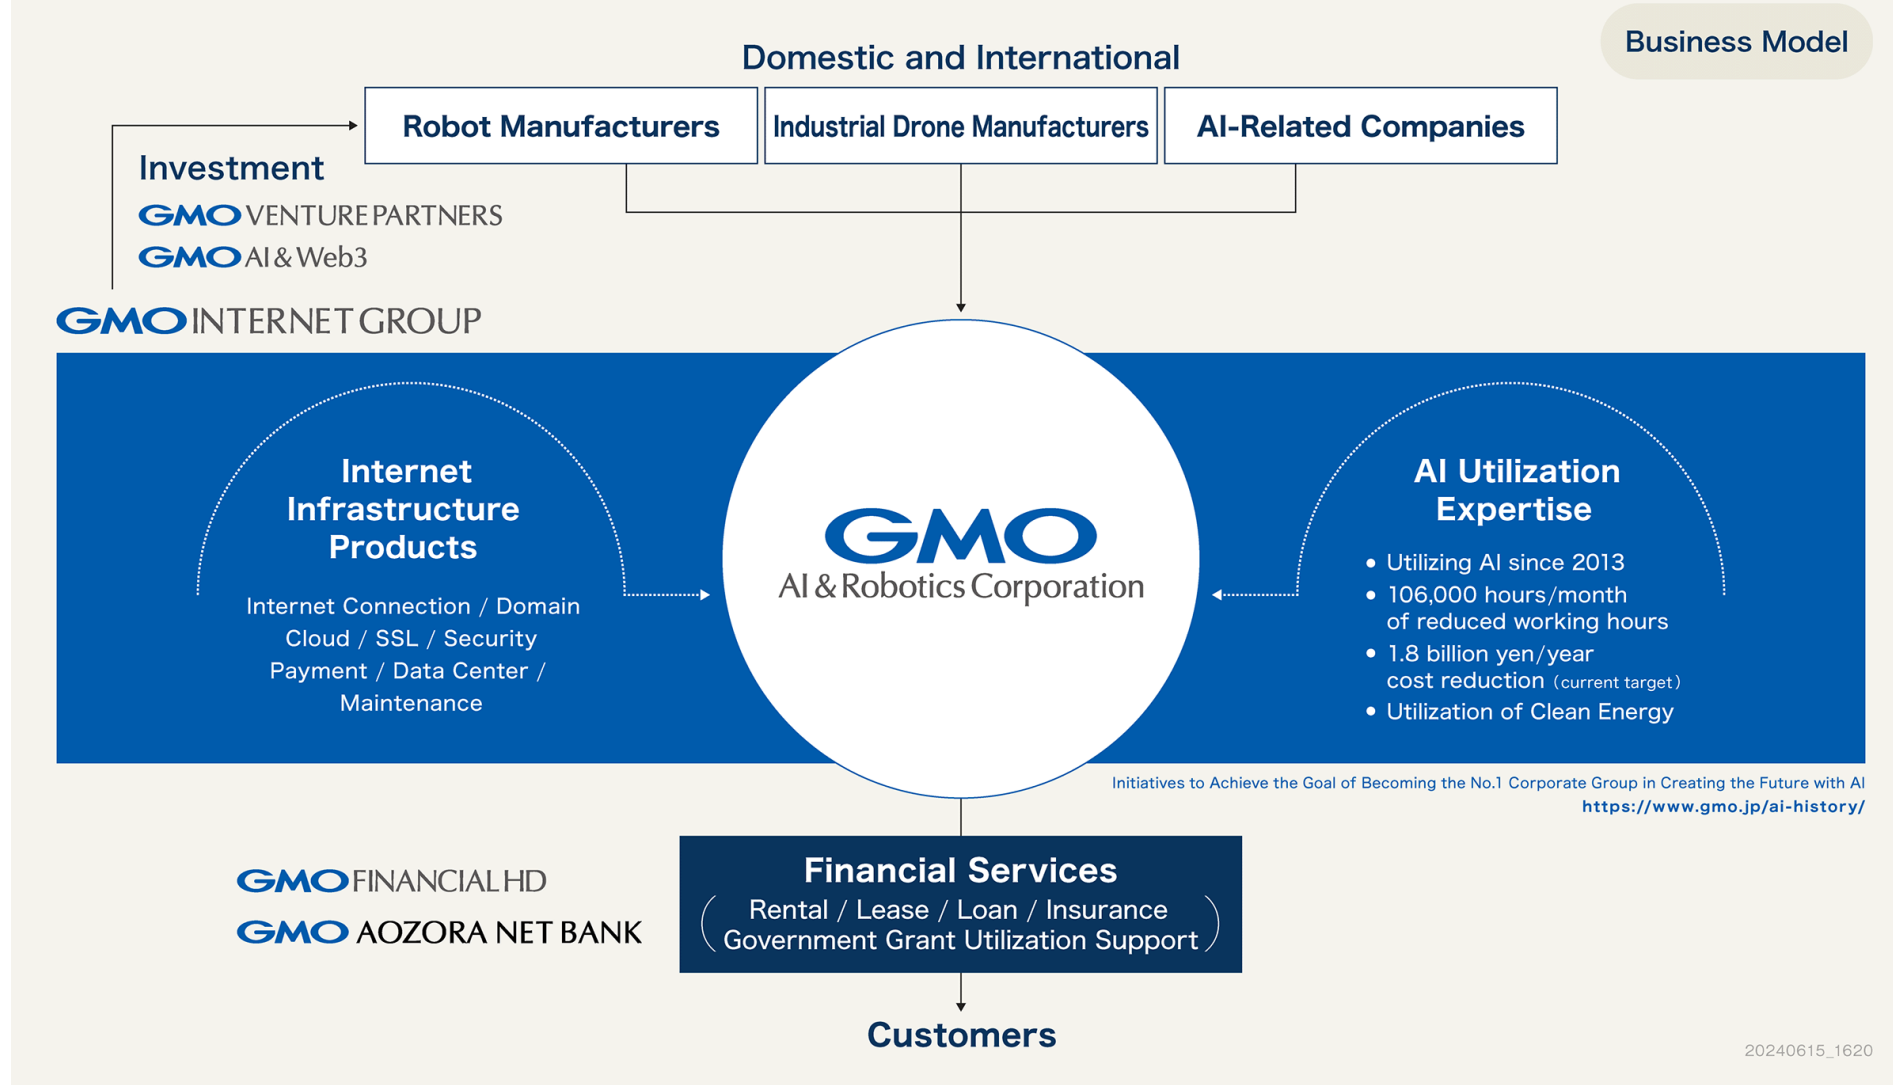 Business Model
Domestic and International
Robot Manufacturers
Industrial Drone Manufacturers
AI-Related Companies
Investment
GMO VENTURE PARTNERS
GMO AI & Web3
GMO INTERNET GROUP
Internet
Infrastructure
Products
Internet Connection / Domain
Cloud / SSL / Security
Payment / Data Center /
Maintenance
GMO
AI & Robotics Corporation
AI Utilization
Expertise
• Utilizing AI since 2013
• 106,000 hours/month
of reduced working hours
• 1.8 billion yen/year
cost reduction (current target)
• Utilization of Clean Energy
Initiatives to Achieve the Goal of Becoming the No.1 Corporate Group in Creating the Future with AI
https://www.gmo.jp/ai-history/
GMO FINANCIAL HD
GMO AOZORA NET BANK
Financial Services
(Rental / Lease / Loan / Insurance
Government Grant Utilization Support)
Customers
20240615_1620